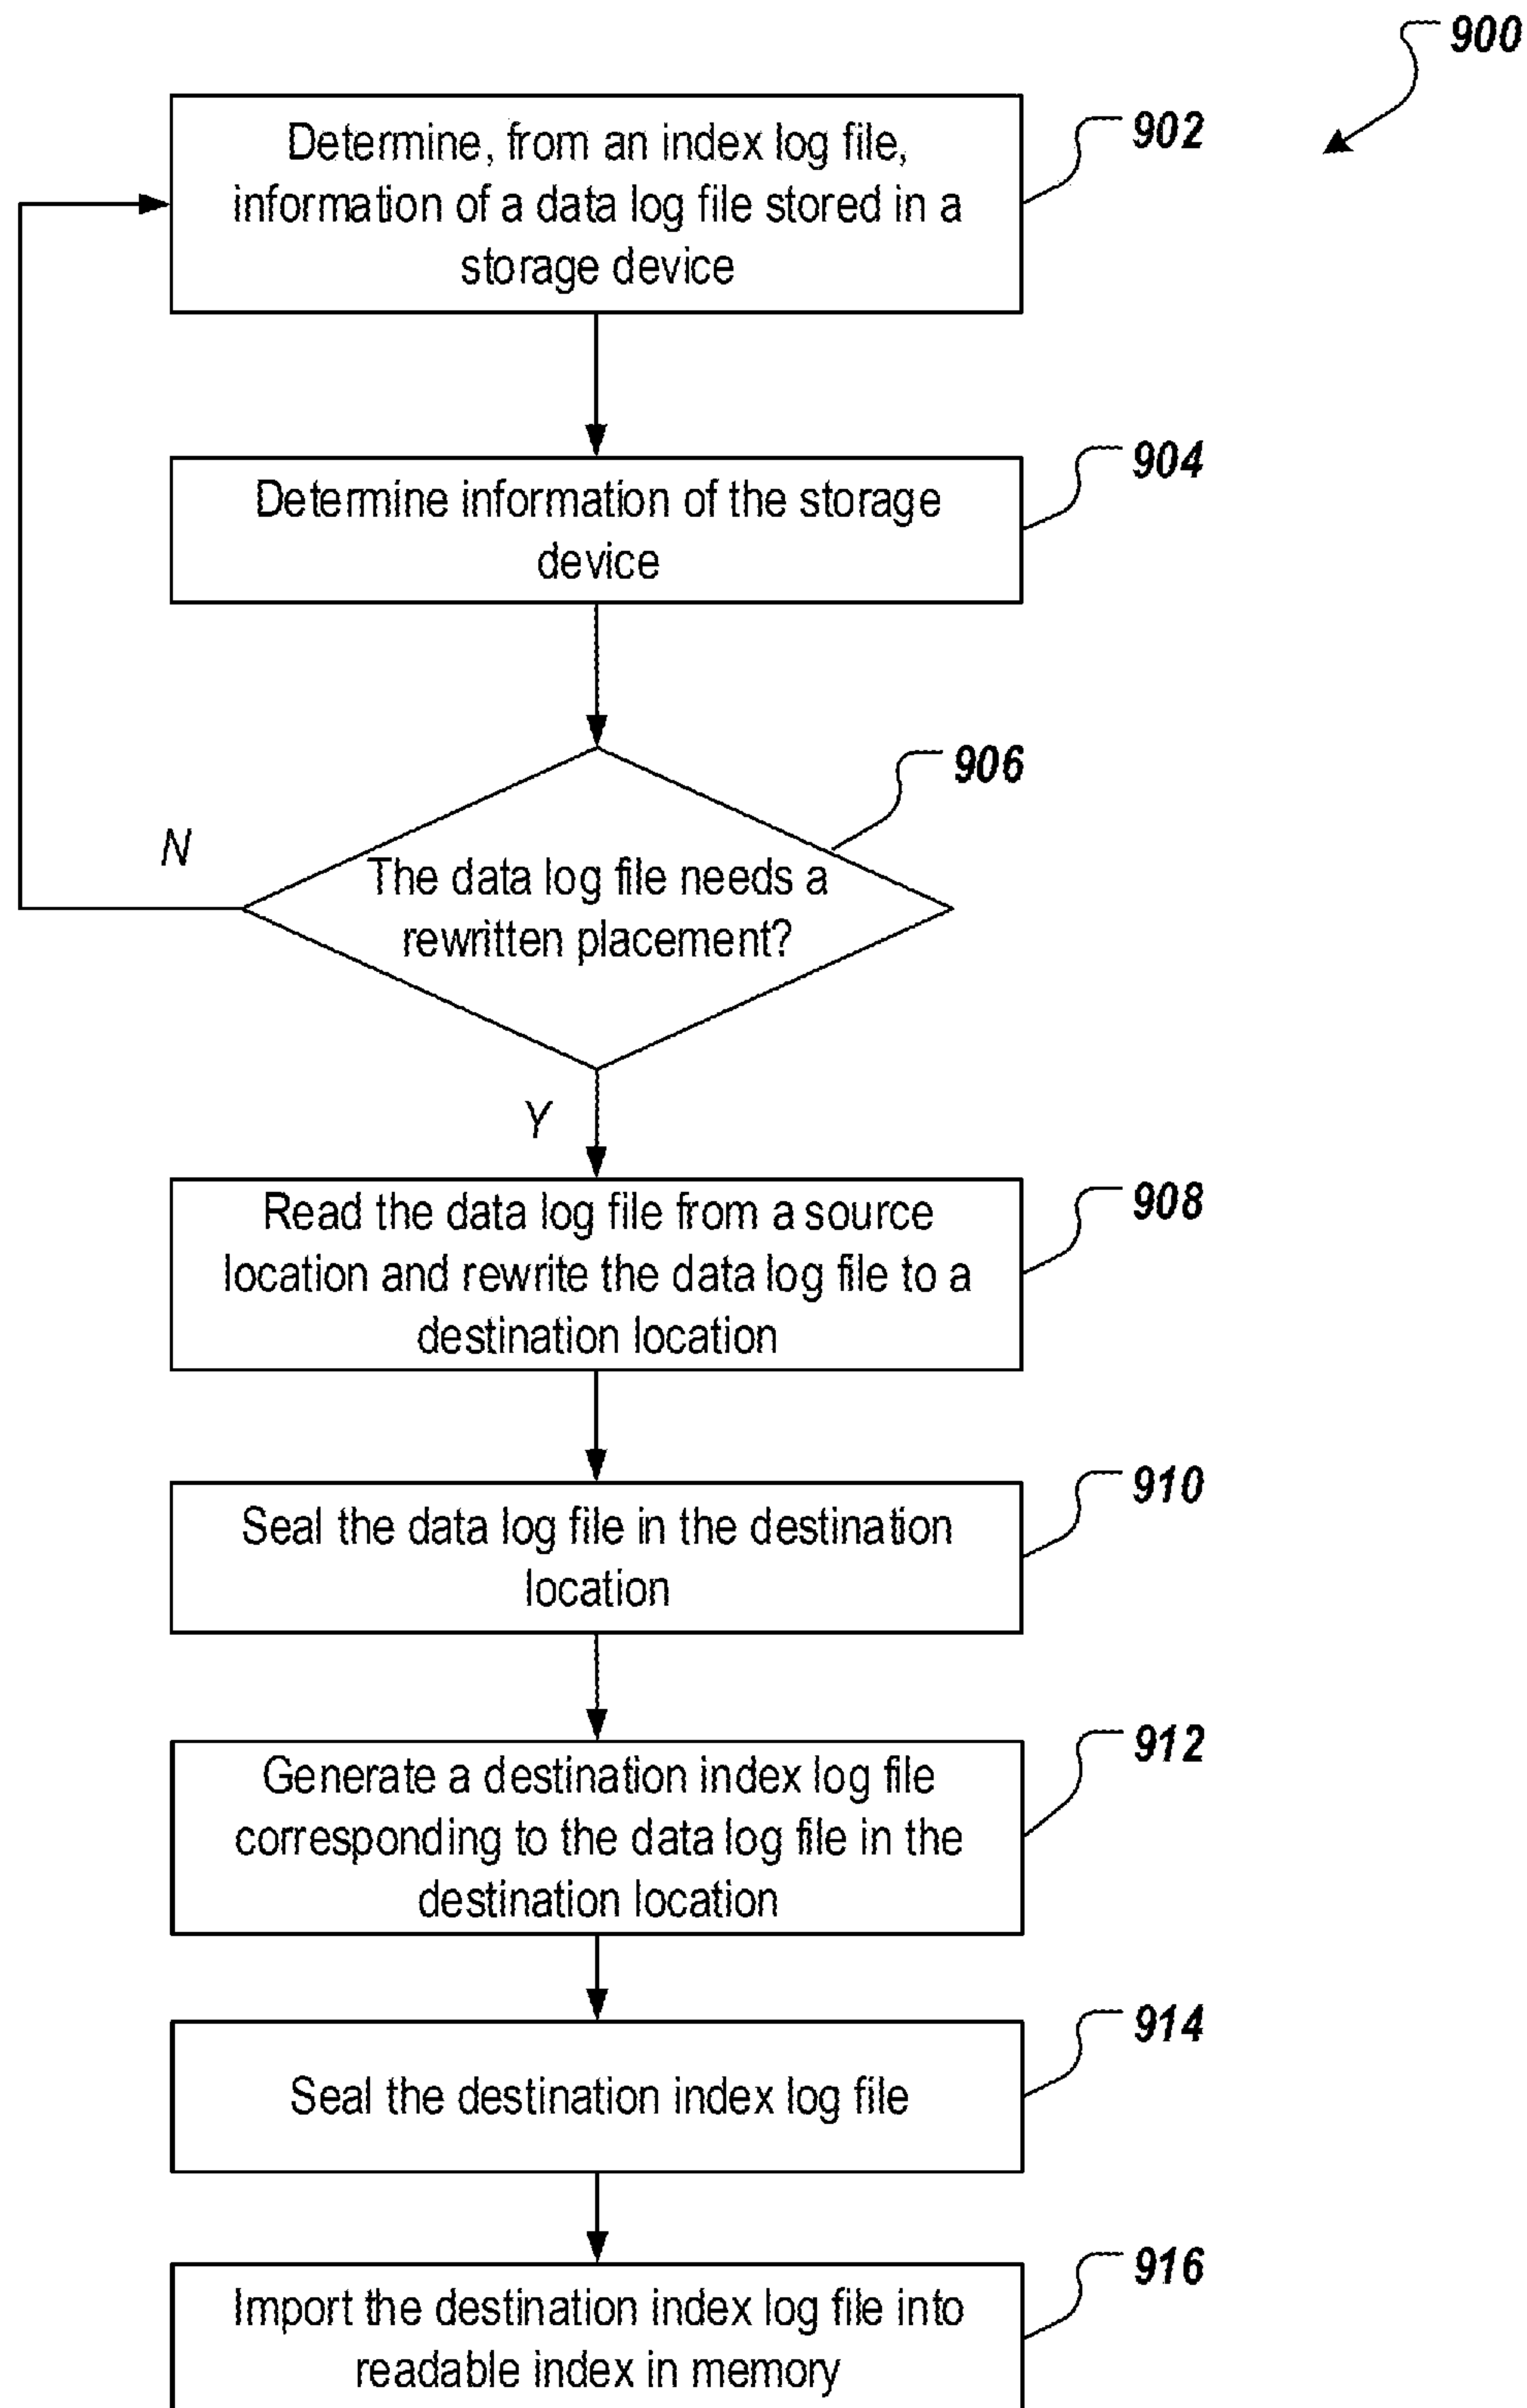 900
Determine, from an index log file,
information of a data log file stored in a
storage device
902
Determine information of the storage
device
904
906
The data log file needs a
rewritten placement?
N
Y
Read the data log file from a source
location and rewrite the data log file to a
destination location
908
Seal the data log file in the destination
location
910
Generate a destination index log file
corresponding to the data log file in the
destination location
912
Seal the destination index log file
914
Import the destination index log file into
readable index in memory
916